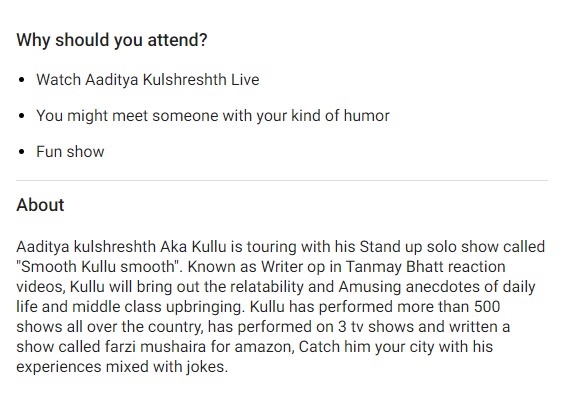 Why should you attend?
• Watch Aaditya Kulshreshth Live
• You might meet someone with your kind of humor
• Fun show
About
Aaditya kulshreshth Aka Kullu is touring with his Stand up solo show called
"Smooth Kullu smooth". Known as Writer op in Tanmay Bhatt reaction
videos, Kullu will bring out the relatability and Amusing anecdotes of daily
life and middle class upbringing. Kullu has performed more than 500
shows all over the country, has performed on 3 tv shows and written a
show called farzi mushaira for amazon, Catch him your city with his
experiences mixed with jokes.